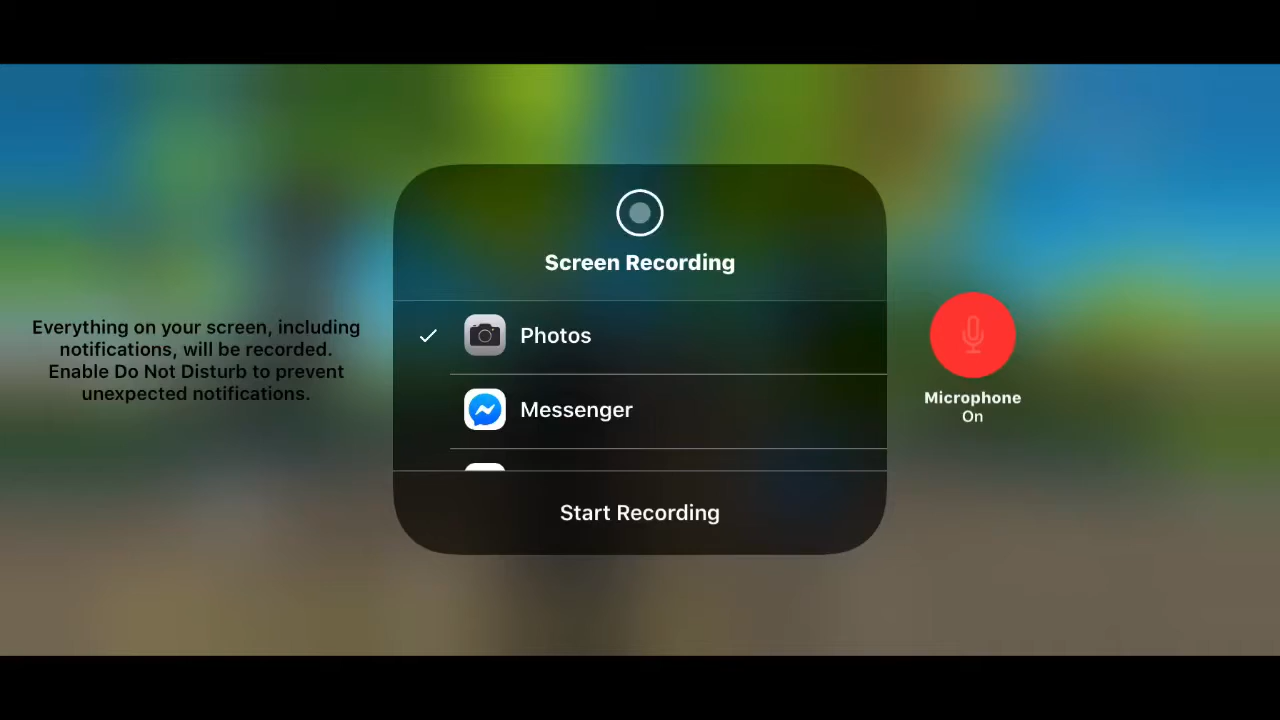 Screen Recording
Everything on your screen, including
notifications, will be recorded.
Enable Do Not Disturb to prevent
unexpected notifications.
Photos
Messenger
Start Recording
Microphone
On